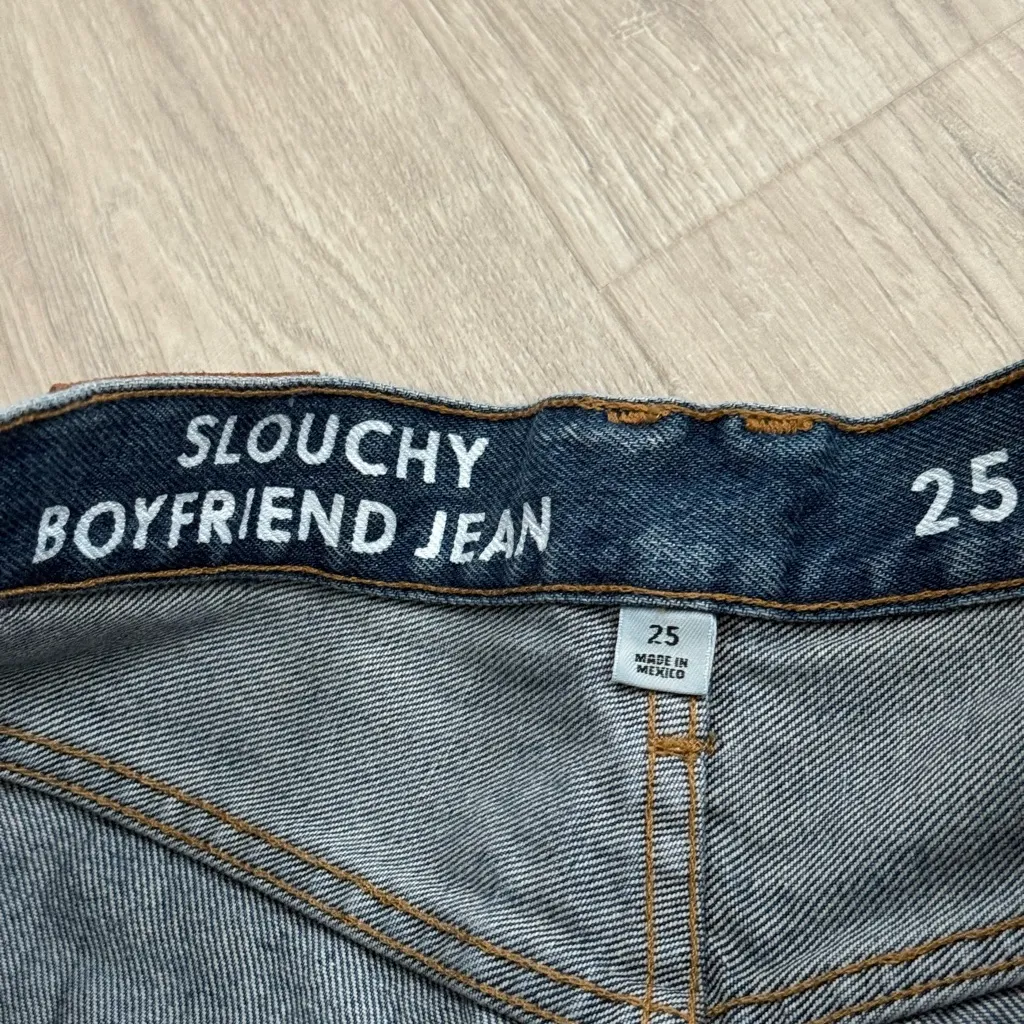 SLOUCHY
BOYFRIEND JEAN
25
25
MADE IN
MEXICO